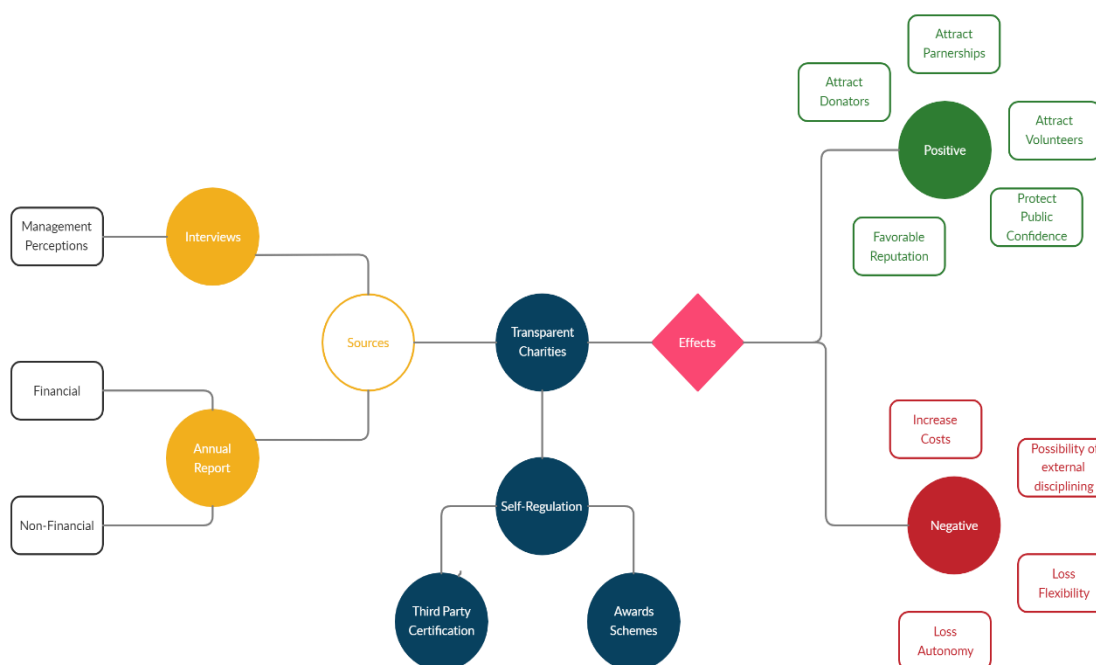 Attract
Parnerships
Attract
Donators
Attract
Volunteers
Positive
Protect
Public
Confidence
Favorable
Reputation
Management
Perceptions
Interviews
Sources
Transparent
Charities
Effects
Financial
Annual
Report
Non-Financial
Self-Regulation
Third Party
Certification
Awards
Schemes
Increase
Costs
Possibility of
external
disciplining
Negative
Loss
Flexibility
Loss
Autonomy